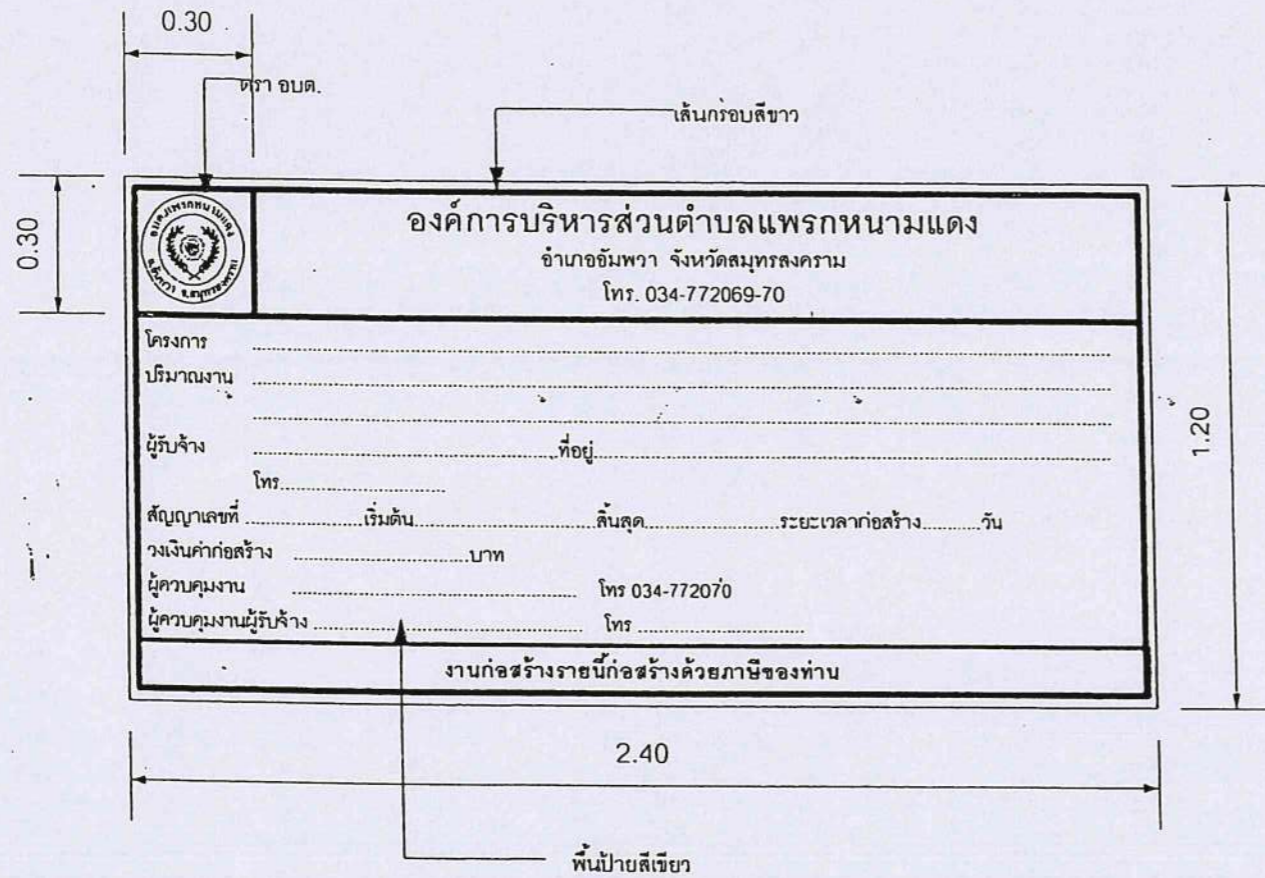 0.30
ตรา อบต.
เส้นกรอบสีขาว
0.30
องค์การบริหารส่วนตำบลแพรกหนามแดง
อำเภออัมพวา จังหวัดสมุทรสงคราม
โทร. 034-772069-70
โครงการ
ปริมาณงาน
ผู้รับจ้าง ที่อยู่
โทร
สัญญาเลขที่ เริ่มต้น สิ้นสุด ระยะเวลาก่อสร้าง วัน
วงเงินค่าก่อสร้าง บาท
ผู้ควบคุมงาน โทร 034-772070
ผู้ควบคุมงานผู้รับจ้าง โทร
งานก่อสร้างรายนี้ก่อสร้างด้วยภาษีของท่าน
1.20
2.40
พื้นป้ายสีเขียว